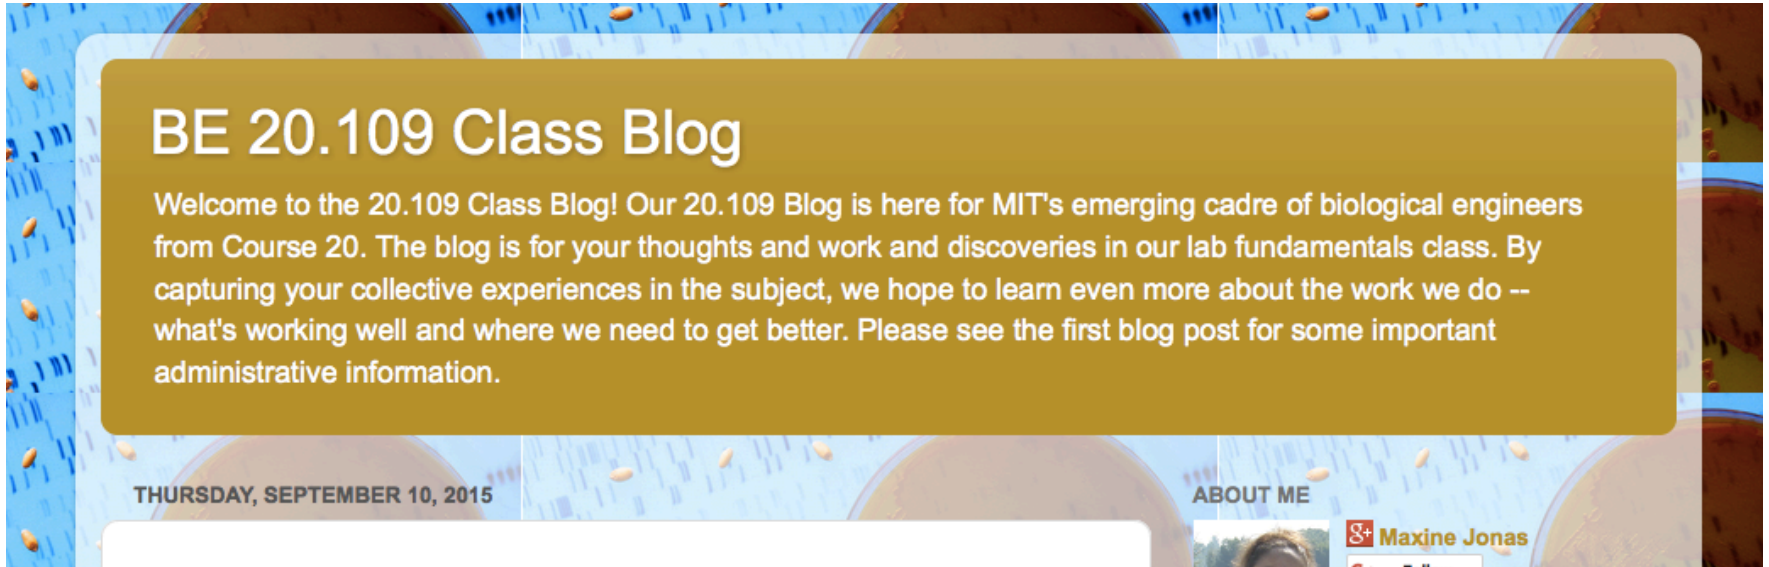 BE 20.109 Class Blog
Welcome to the 20.109 Class Blog! Our 20.109 Blog is here for MIT's emerging cadre of biological engineers
from Course 20. The blog is for your thoughts and work and discoveries in our lab fundamentals class. By
capturing your collective experiences in the subject, we hope to learn even more about the work we do --
what's working well and where we need to get better. Please see the first blog post for some important
administrative information.
THURSDAY, SEPTEMBER 10, 2015
ABOUT ME
g+ Maxine Jonas